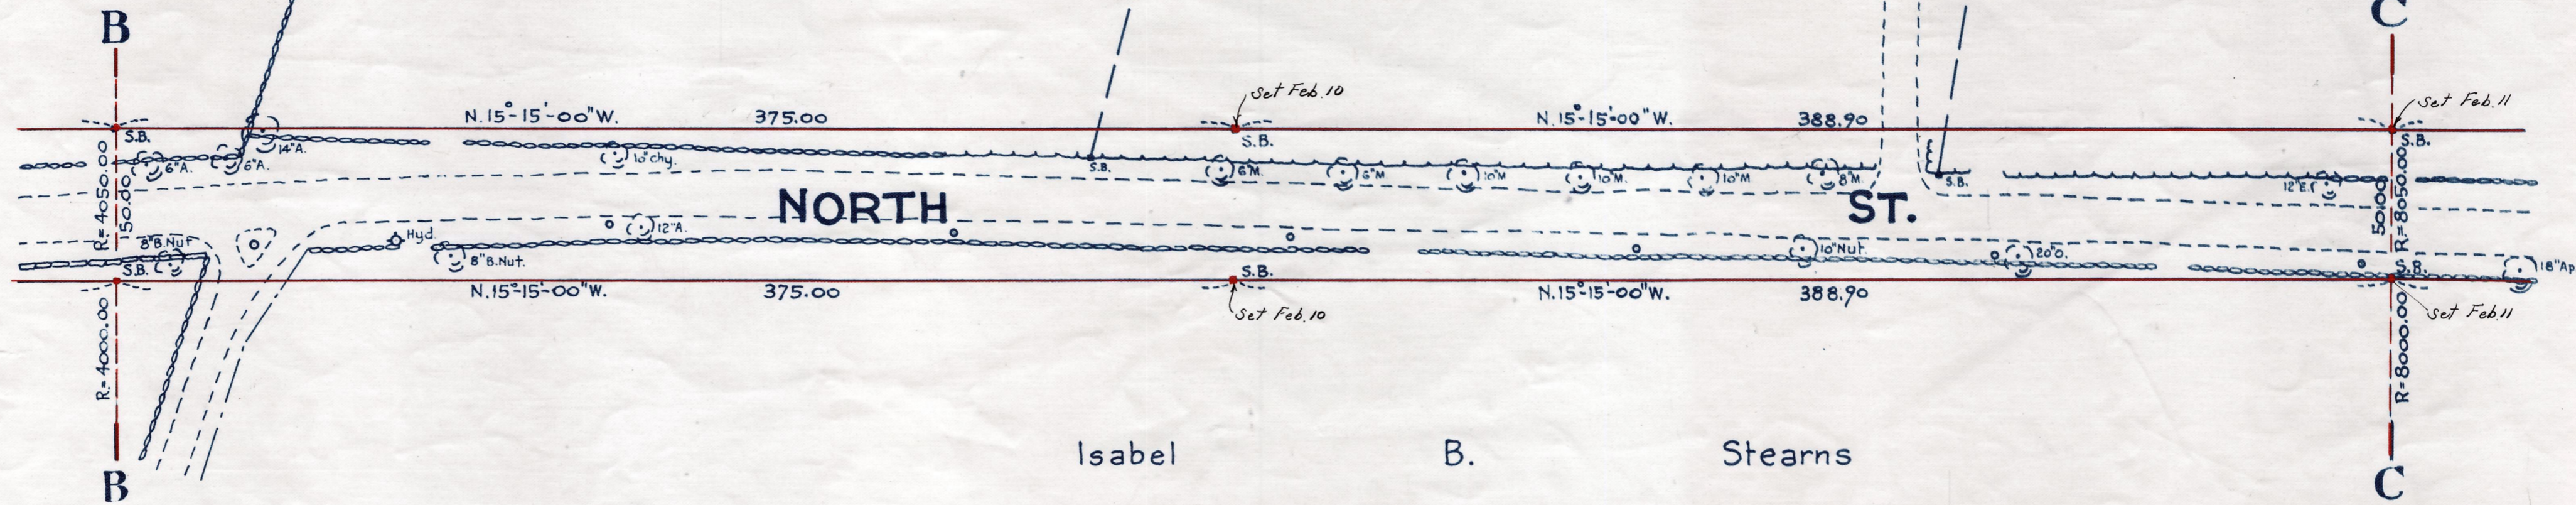 B
C
Set Feb. 10
Set Feb. 11
N.15°-15'-00"W.
375.00
N.15°-15'-00"W.
388.90
S.B.
14"A.
S.B.
S.B.
6"A.
6"A.
10"chy.
S.B.
6"M.
6"M
10"M
10"M.
10"M
8"M.
S.B.
12"E.
R.=4050.00
50.00
NORTH
ST.
50.00
R=8050.00
8"B.Nut
Hyd.
12"A.
10"Nut.
20"O.
S.B.
8"B.Nut.
S.B.
S.B.
18"Ap
N.15°-15'-00"W.
375.00
N.15°-15'-00"W.
388.90
Set Feb. 10
Set Feb. 11
R.=4000.00
R=8000.00
Isabel B. Stearns
B
C